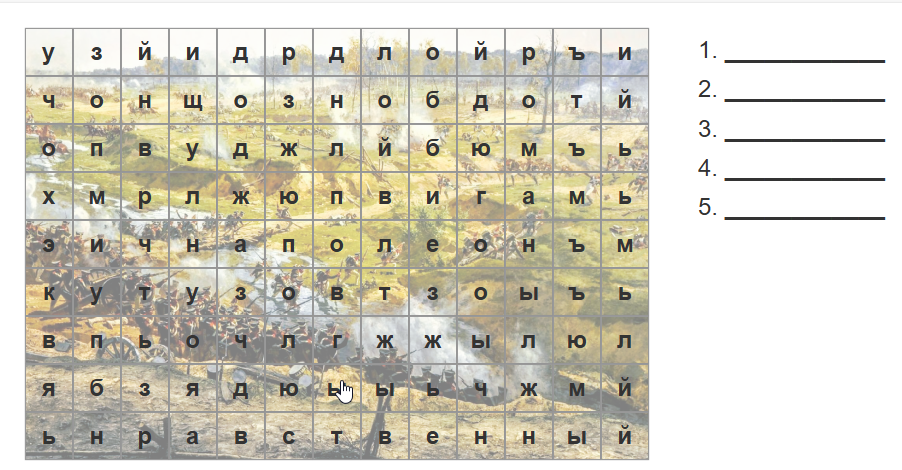 у з й и д р д л о й р ъ и
ч о н щ о з н о б д о т й
о п в у д ж л й б ю м ъ ь
х м р л ж ю п в и г а м ь
э и ч н а п о л е о н ъ м
к у т у з о в т з о ы ъ ь
в п ь о ч л г ж ж ы л ю л
я б з я д ю ы ы ь ч ж м й
ь н р а в с т в е н н ы й
1.
2.
3.
4.
5.